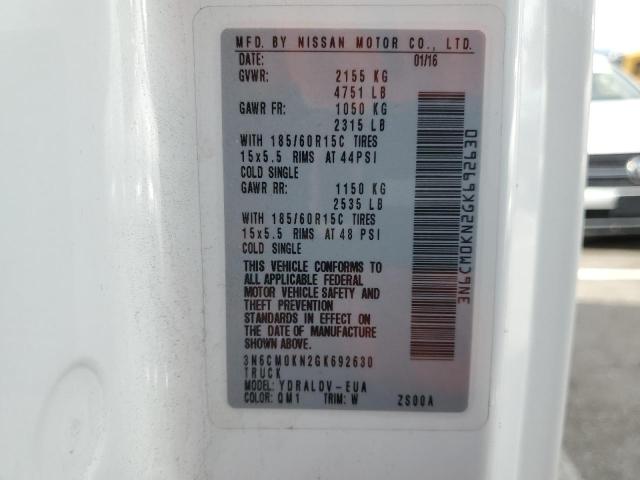 MFD. BY NISSAN MOTOR CO., LTD.
DATE: 01/16
GVWR: 2155 KG
4751 LB
GAWR FR: 1050 KG
2315 LB
WITH 185/60R15C TIRES
15x5.5 RIMS AT 44PSI
COLD SINGLE
GAWR RR: 1150 KG
2535 LB
WITH 185/60R15C TIRES
15x5.5 RIMS AT 48 PSI
COLD SINGLE
THIS VEHICLE CONFORMS TO
ALL APPLICABLE FEDERAL
MOTOR VEHICLE SAFETY AND
THEFT PREVENTION
STANDARDS IN EFFECT ON
THE DATE OF MANUFACTURE
SHOWN ABOVE.
3N6CM0KN2GK692630
TRUCK
MODEL: YDRALDV-EUA
COLOR: QM1 TRIM: W ZS00A
3N6CM0KN2GK692630